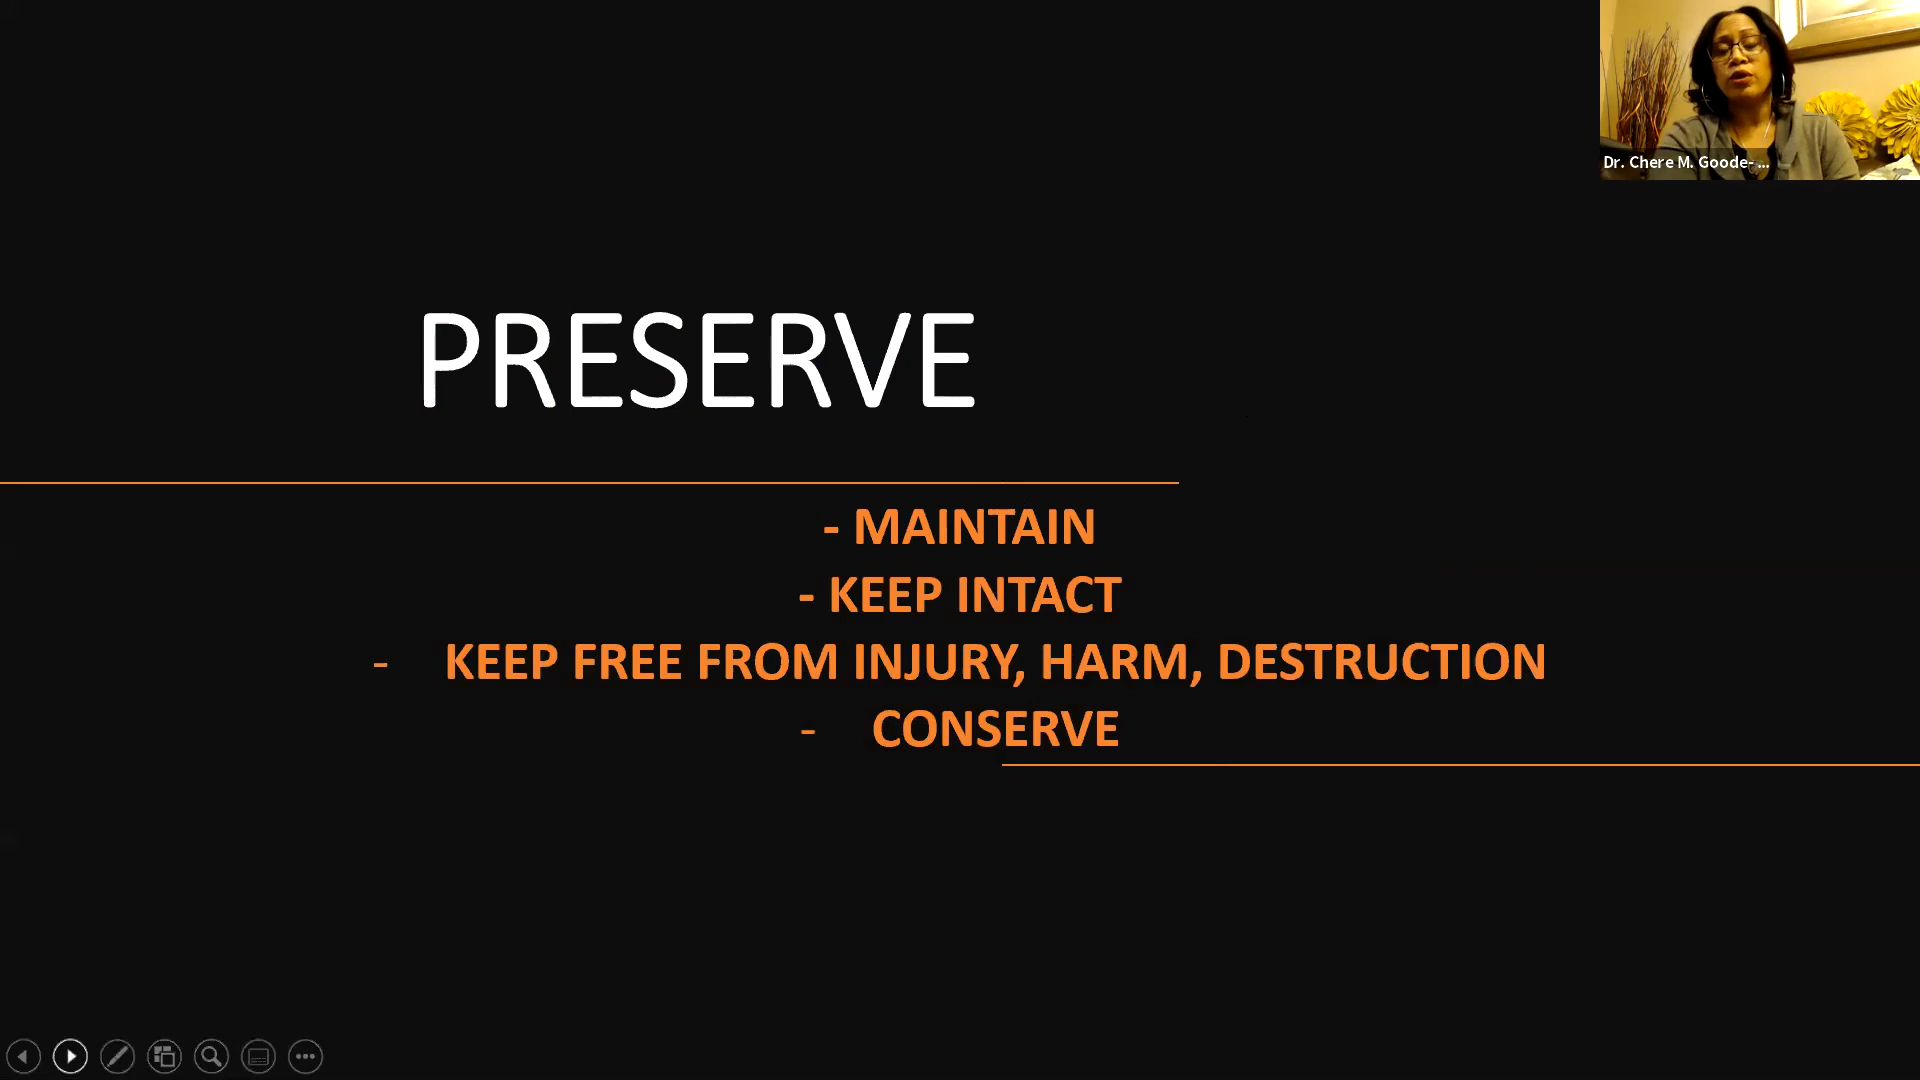 Dr. Chere M. Goode- ...
PRESERVE
- MAINTAIN
- KEEP INTACT
- KEEP FREE FROM INJURY, HARM, DESTRUCTION
- CONSERVE